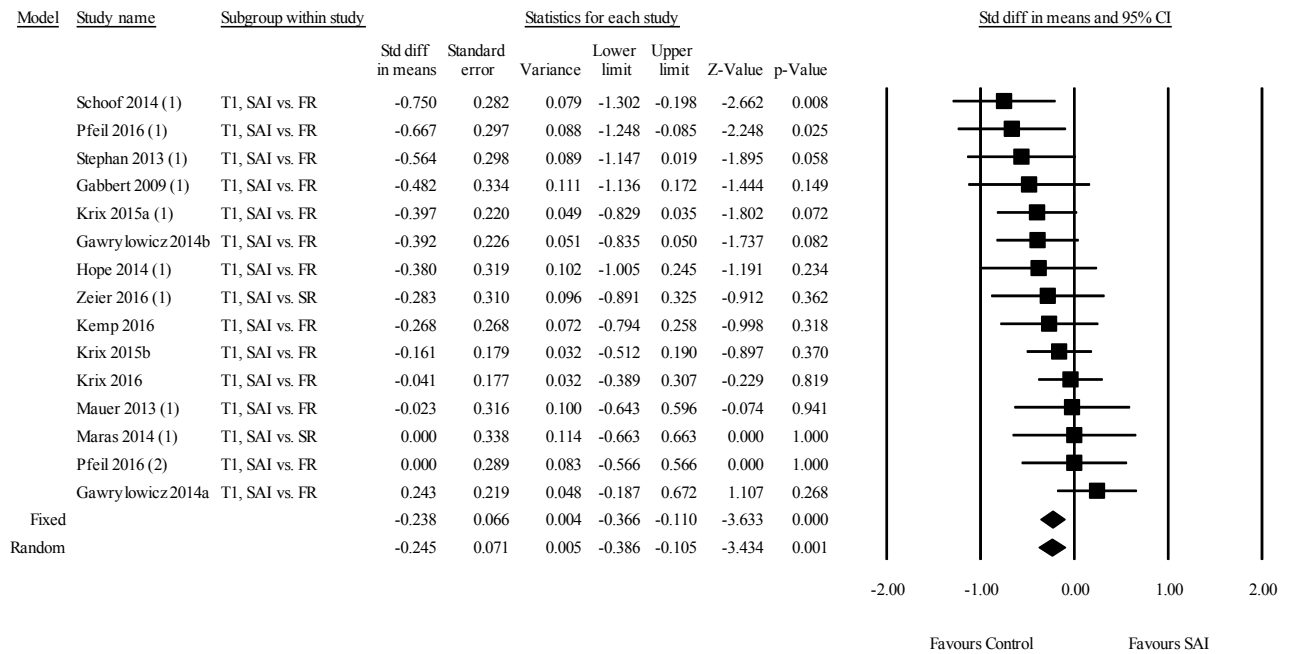 Model Study name Subgroup within study Statistics for each study Std diff in means and 95% CI
Std diff Standard Lower Upper
in means error Variance limit limit Z-Value p-Value
Schoof 2014 (1) T1, SAI vs. FR -0.750 0.282 0.079 -1.302 -0.198 -2.662 0.008
Pfeil 2016 (1) T1, SAI vs. FR -0.667 0.297 0.088 -1.248 -0.085 -2.248 0.025
Stephan 2013 (1) T1, SAI vs. FR -0.564 0.298 0.089 -1.147 0.019 -1.895 0.058
Gabbert 2009 (1) T1, SAI vs. FR -0.482 0.334 0.111 -1.136 0.172 -1.444 0.149
Krix 2015a (1) T1, SAI vs. FR -0.397 0.220 0.049 -0.829 0.035 -1.802 0.072
Gawrylowicz 2014b T1, SAI vs. FR -0.392 0.226 0.051 -0.835 0.050 -1.737 0.082
Hope 2014 (1) T1, SAI vs. FR -0.380 0.319 0.102 -1.005 0.245 -1.191 0.234
Zeier 2016 (1) T1, SAI vs. SR -0.283 0.310 0.096 -0.891 0.325 -0.912 0.362
Kemp 2016 T1, SAI vs. FR -0.268 0.268 0.072 -0.794 0.258 -0.998 0.318
Krix 2015b T1, SAI vs. FR -0.161 0.179 0.032 -0.512 0.190 -0.897 0.370
Krix 2016 T1, SAI vs. FR -0.041 0.177 0.032 -0.389 0.307 -0.229 0.819
Mauer 2013 (1) T1, SAI vs. FR -0.023 0.316 0.100 -0.643 0.596 -0.074 0.941
Maras 2014 (1) T1, SAI vs. SR 0.000 0.338 0.114 -0.663 0.663 0.000 1.000
Pfeil 2016 (2) T1, SAI vs. FR 0.000 0.289 0.083 -0.566 0.566 0.000 1.000
Gawrylowicz 2014a T1, SAI vs. FR 0.243 0.219 0.048 -0.187 0.672 1.107 0.268
Fixed -0.238 0.066 0.004 -0.366 -0.110 -3.633 0.000
Random -0.245 0.071 0.005 -0.386 -0.105 -3.434 0.001
-2.00 -1.00 0.00 1.00 2.00
Favours Control Favours SAI